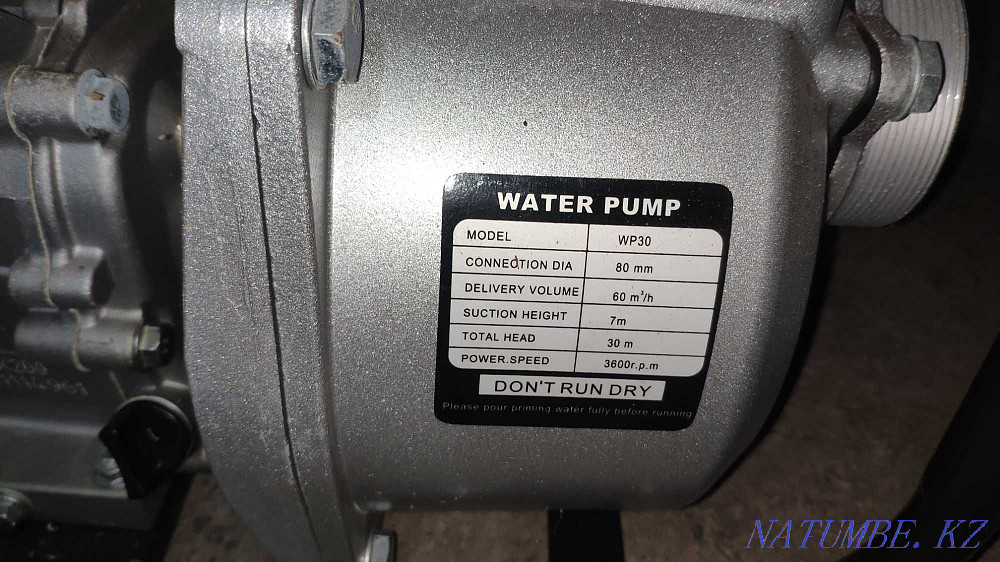 WATER PUMP
MODEL WP30
CONNECTION DIA 80 mm
DELIVERY VOLUME 60 m³/h
SUCTION HEIGHT 7m
TOTAL HEAD 30 m
POWER.SPEED 3600r.p.m
DON'T RUN DRY
Please pour priming water fully before running
NATUMBE.KZ